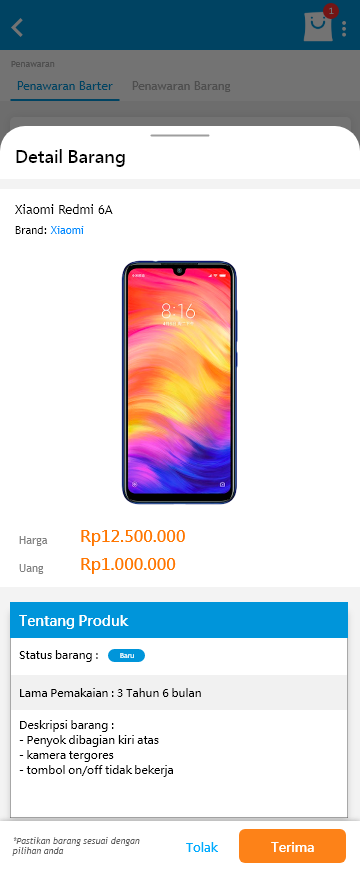 1
Penawaran
Penawaran Barter Penawaran Barang
Detail Barang
Xiaomi Redmi 6A
Brand: Xiaomi
8:16
Harga Rp12.500.000
Uang Rp1.000.000
Tentang Produk
Status barang : Baru
Lama Pemakaian : 3 Tahun 6 bulan
Deskripsi barang :
- Penyok dibagian kiri atas
- kamera tergores
- tombol on/off tidak bekerja
*Pastikan barang sesuai dengan
pilihan anda
Tolak Terima